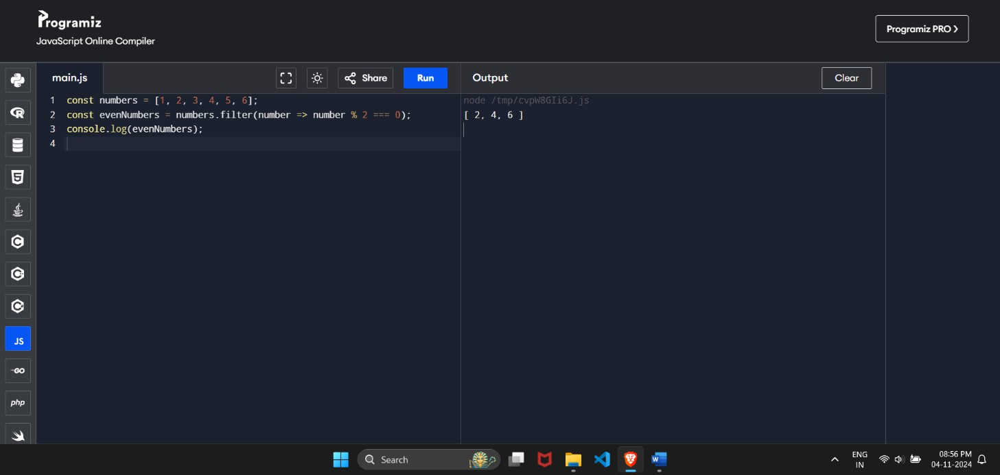 Programiz
JavaScript Online Compiler
Programiz PRO ❯
main.js
Share
Run
Output
Clear
1 const numbers = [1, 2, 3, 4, 5, 6];
2 const evenNumbers = numbers.filter(number => number % 2 === 0);
3 console.log(evenNumbers);
4
node /tmp/cvpW8GIi6J.js
[ 2, 4, 6 ]
JS
GO
php
Search
W
ENG
IN
08:56 PM
04-11-2024